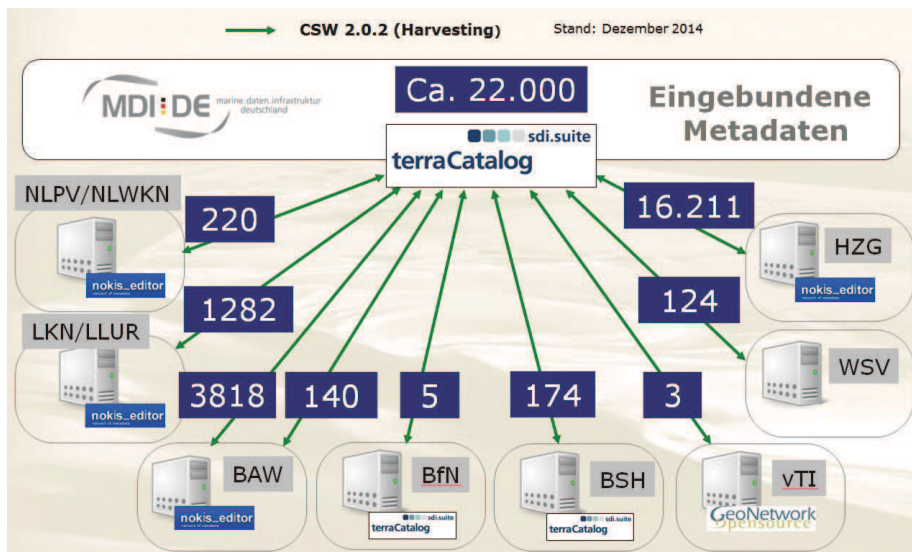 CSW 2.0.2 (Harvesting)
Stand: Dezember 2014
MDI:DE
marine.daten.infrastruktur
deutschland
Ca. 22.000
Eingebundene
Metadaten
sdi.suite
terraCatalog
NLPV/NLWKN
220
16.211
nokis_editor
HZG
nokis_editor
1282
124
LKN/LLUR
nokis_editor
WSV
3818
140
5
174
3
BAW
nokis_editor
BfN
sdi.suite
terraCatalog
BSH
sdi.suite
terraCatalog
vTI
GeoNetwork
Opensource